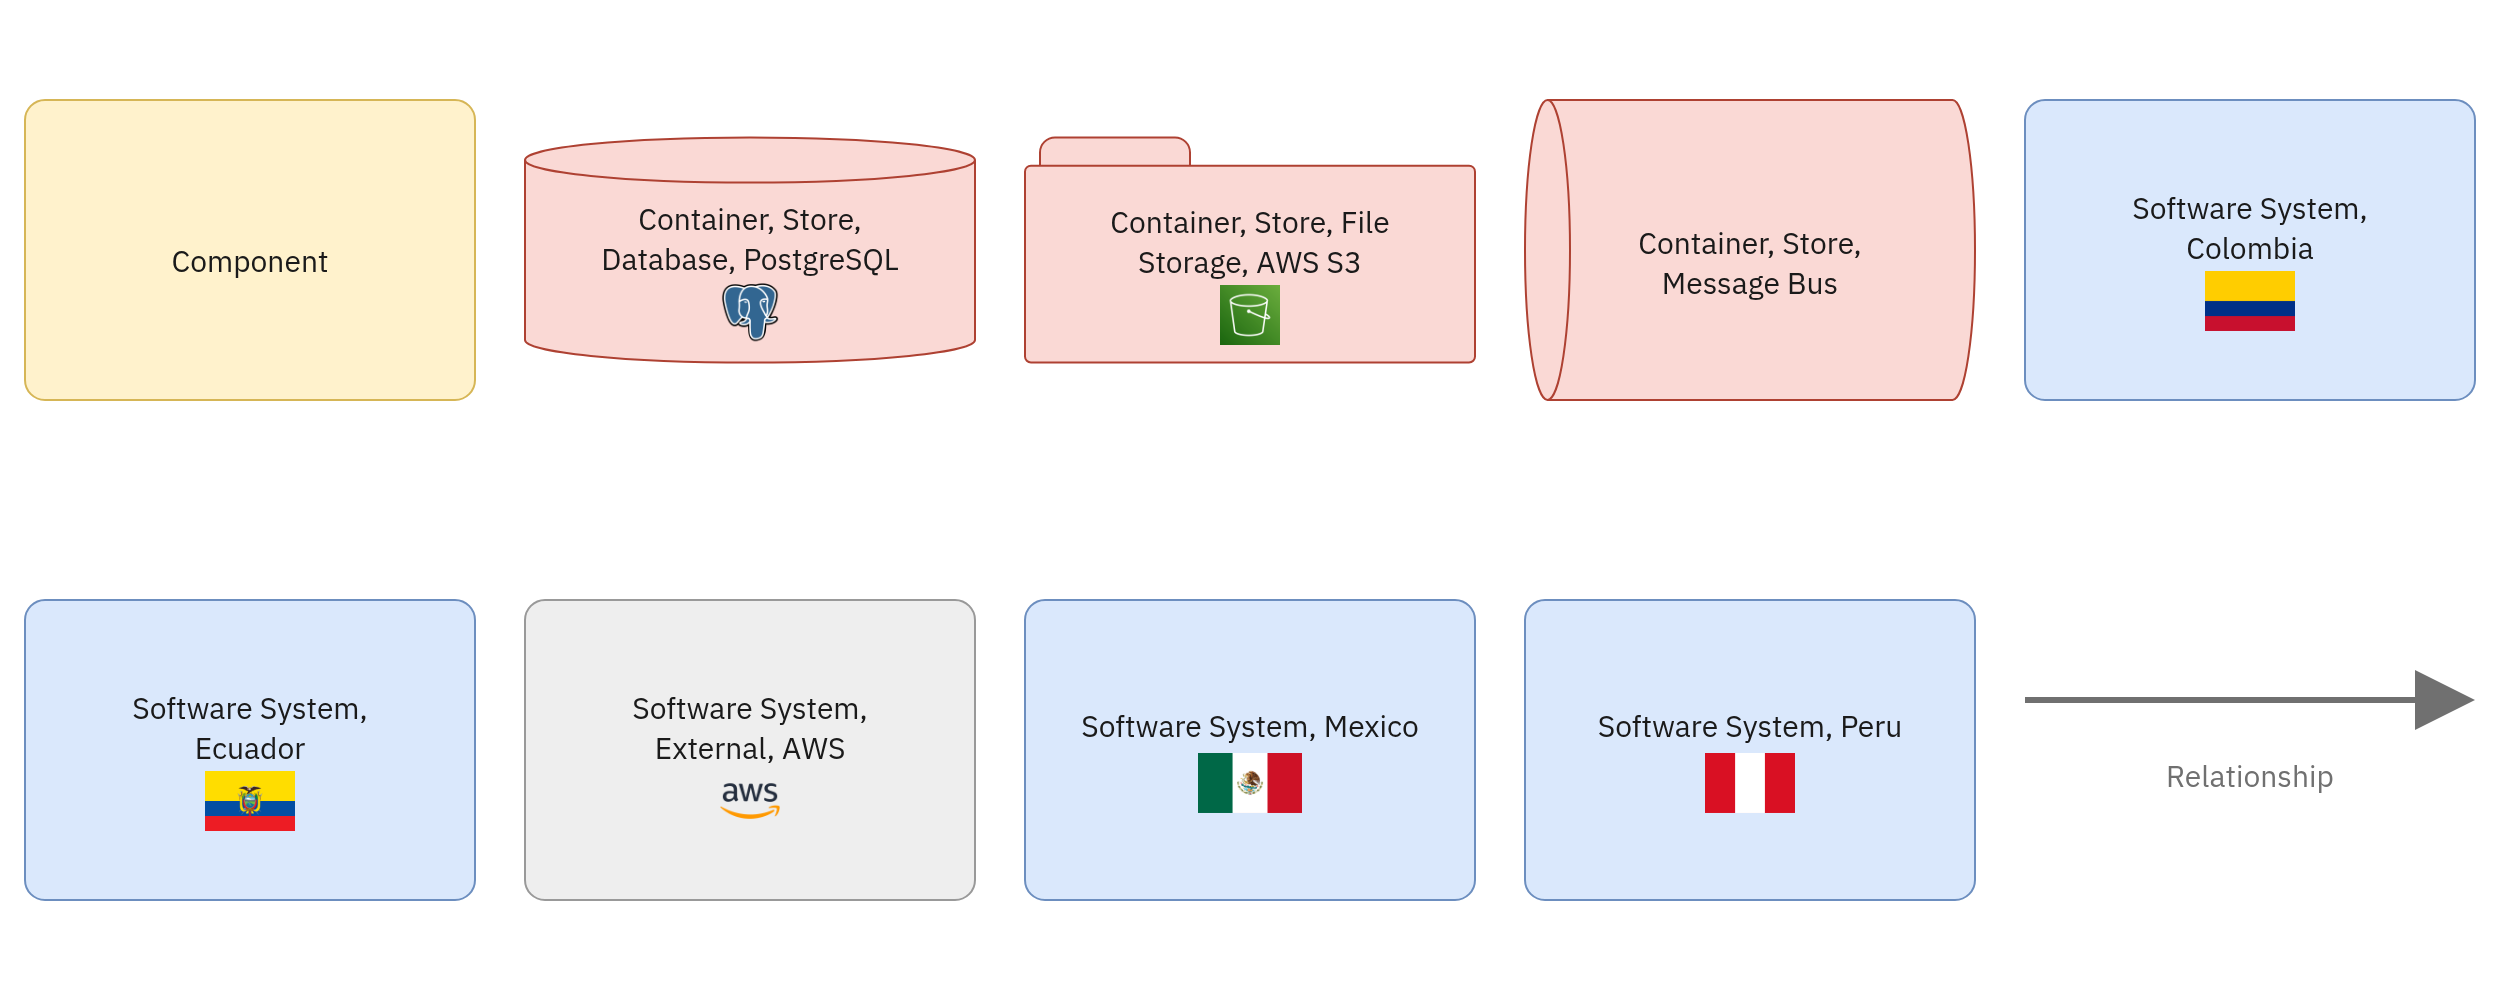 Component
Container, Store,
Database, PostgreSQL
Container, Store, File
Storage, AWS S3
Container, Store,
Message Bus
Software System,
Colombia
Software System,
Ecuador
Software System,
External, AWS
aws
Software System, Mexico
Software System, Peru
Relationship